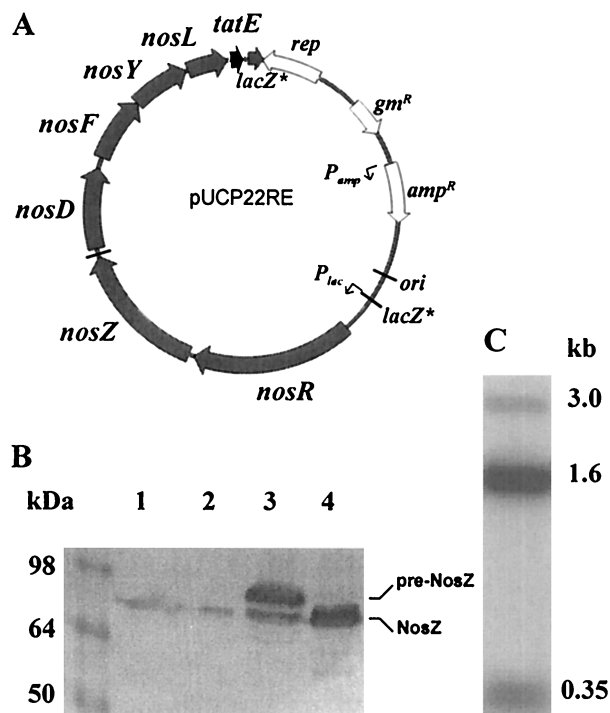 A
tatE
nosL
rep
lacZ*
nosY
gmR
nosF
Pamp
ampR
pUCP22RE
nosD
Plac
ori
lacZ*
nosZ
nosR
C
kb
3.0
1.6
0.35
B
kDa 1 2 3 4
98
pre-NosZ
64
NosZ
50